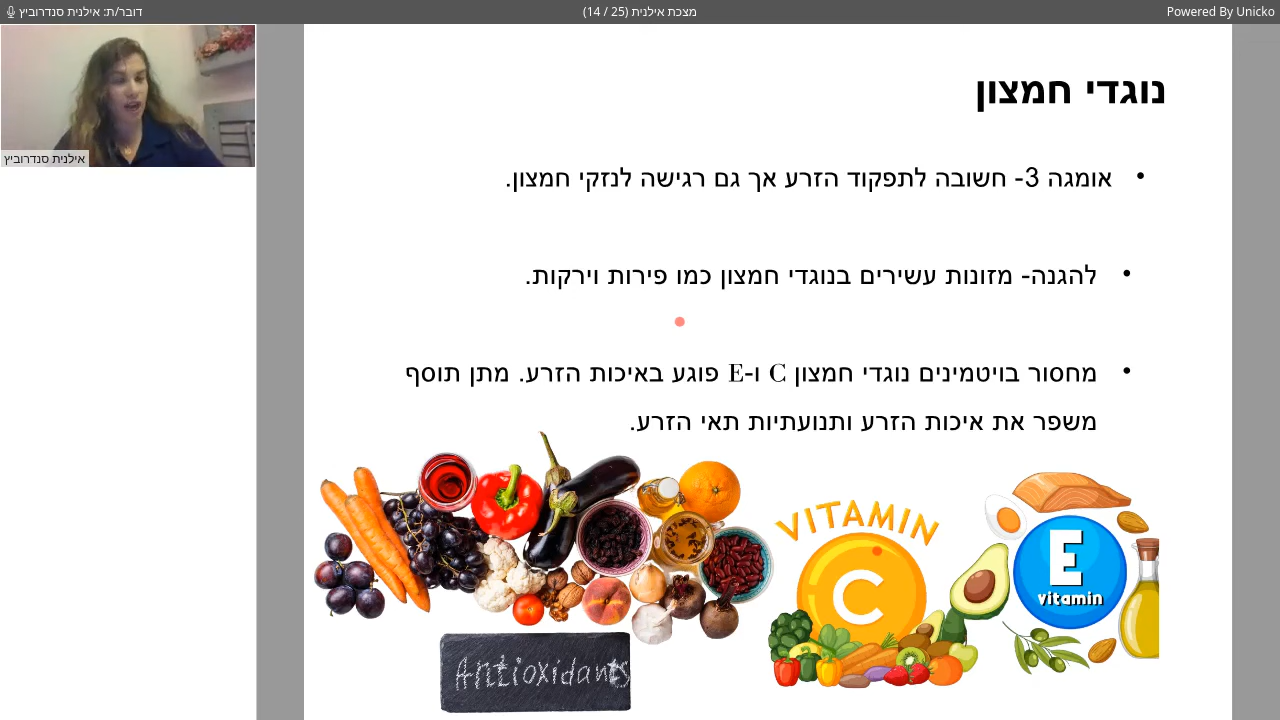 דובר/ת: אילנית סנדרוביץ
מצכת אילנית (14 / 25)
Powered By Unicko
אילנית סנדרוביץ
נוגדי חמצון
• אומגה 3- חשובה לתפקוד הזרע אך גם רגישה לנזקי חמצון.
• להגנה- מזונות עשירים בנוגדי חמצון כמו פירות וירקות.
• מחסור בויטמינים נוגדי חמצון C ו-E פוגע באיכות הזרע. מתן תוסף
משפר את איכות הזרע ותנועתיות תאי הזרע.
VITAMIN
C
E
vitamin
Antioxidants